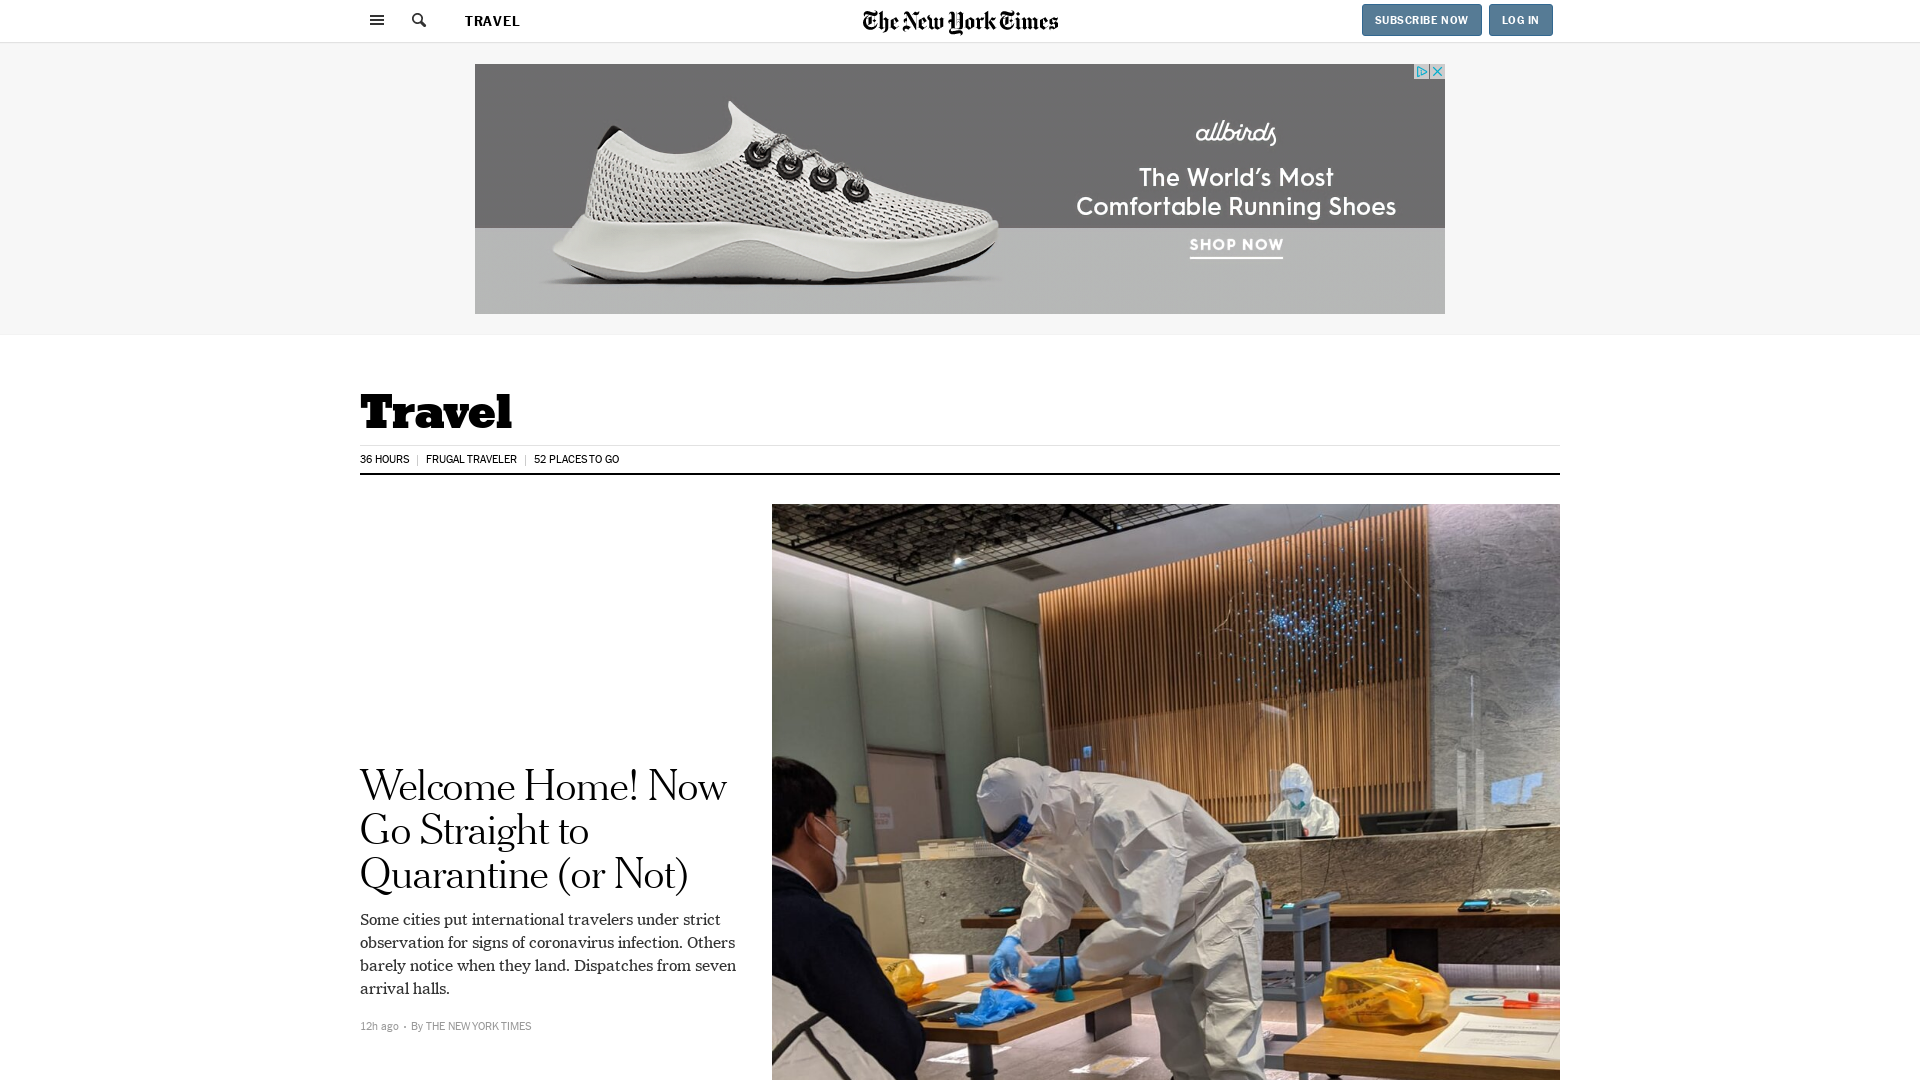 TRAVEL
The New York Times
SUBSCRIBE NOW
LOG IN
allbirds
The World's Most
Comfortable Running Shoes
SHOP NOW
Travel
36 HOURS
FRUGAL TRAVELER
52 PLACES TO GO
Welcome Home! Now
Go Straight to
Quarantine (or Not)
Some cities put international travelers under strict
observation for signs of coronavirus infection. Others
barely notice when they land. Dispatches from seven
arrival halls.
12h ago · By THE NEW YORK TIMES